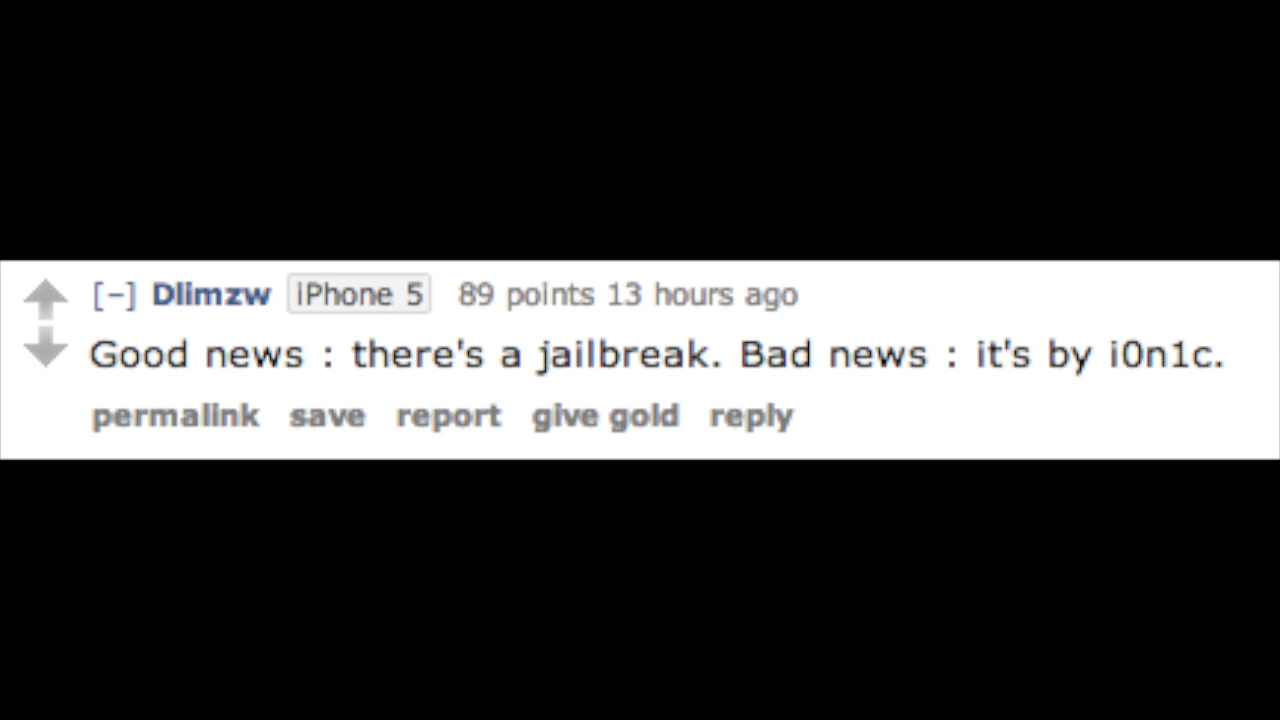 [–] Dlimzw iPhone 5 89 points 13 hours ago
Good news : there's a jailbreak. Bad news : it's by i0n1c.
permalink save report give gold reply